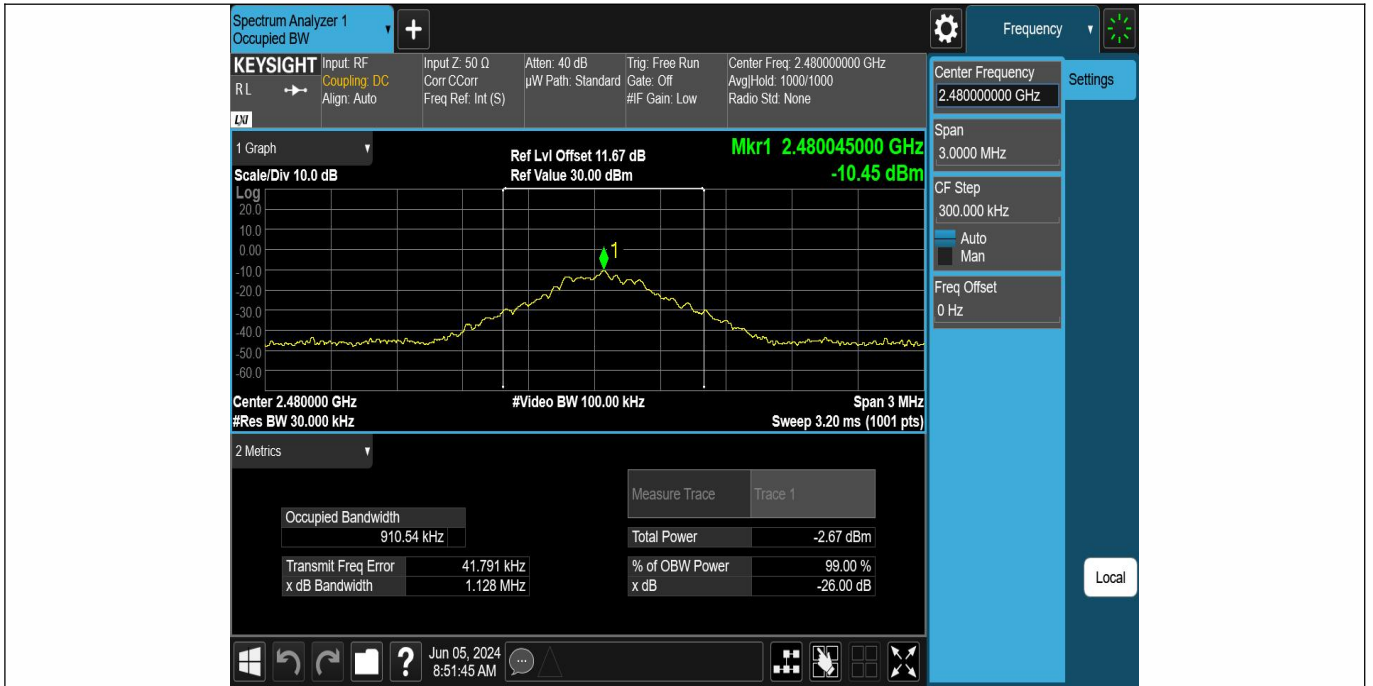 Spectrum Analyzer 1
Occupied BW
Frequency
KEYSIGHT
RL
LXI
Input: RF
Coupling: DC
Align: Auto
Input Z: 50 Ω
Corr CCorr
Freq Ref: Int (S)
Atten: 40 dB
µW Path: Standard
Trig: Free Run
Gate: Off
#IF Gain: Low
Center Freq: 2.480000000 GHz
Avg|Hold: 1000/1000
Radio Std: None
Center Frequency
2.480000000 GHz
Settings
Span
3.0000 MHz
CF Step
300.000 kHz
Auto
Man
Freq Offset
0 Hz
Local
1 Graph
Scale/Div 10.0 dB
Ref Lvl Offset 11.67 dB
Ref Value 30.00 dBm
Mkr1 2.480045000 GHz
-10.45 dBm
Log
20.0
10.0
0.00
-10.0
-20.0
-30.0
-40.0
-50.0
-60.0
1
Center 2.480000 GHz
#Res BW 30.000 kHz
#Video BW 100.00 kHz
Span 3 MHz
Sweep 3.20 ms (1001 pts)
2 Metrics
Measure Trace Trace 1
Occupied Bandwidth
910.54 kHz
Total Power -2.67 dBm
Transmit Freq Error 41.791 kHz
% of OBW Power 99.00 %
x dB Bandwidth 1.128 MHz
x dB -26.00 dB
?
Jun 05, 2024
8:51:45 AM